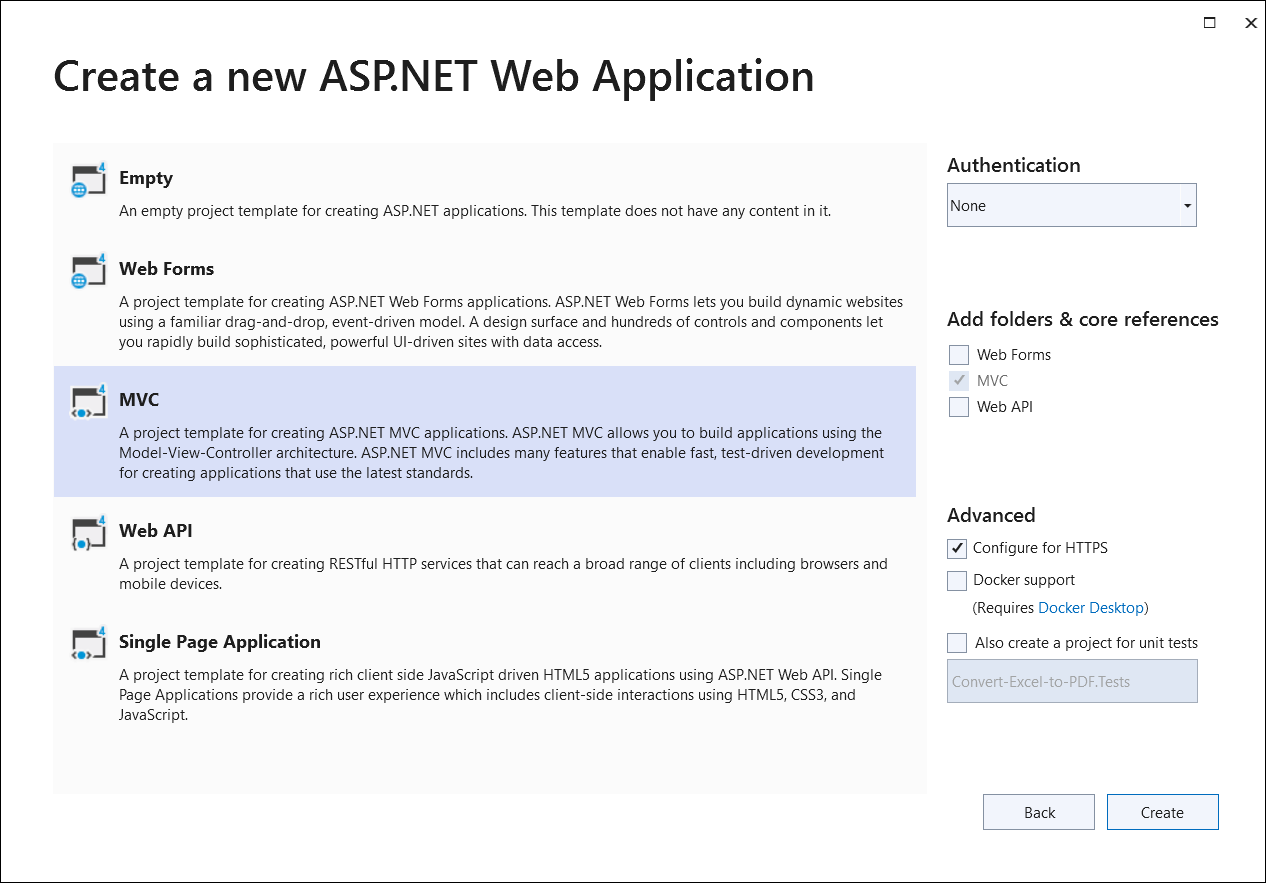 Create a new ASP.NET Web Application
4
Empty
An empty project template for creating ASP.NET applications. This template does not have any content in it.
4
Web Forms
A project template for creating ASP.NET Web Forms applications. ASP.NET Web Forms lets you build dynamic websites
using a familiar drag-and-drop, event-driven model. A design surface and hundreds of controls and components let
you rapidly build sophisticated, powerful UI-driven sites with data access.
4
MVC
A project template for creating ASP.NET MVC applications. ASP.NET MVC allows you to build applications using the
Model-View-Controller architecture. ASP.NET MVC includes many features that enable fast, test-driven development
for creating applications that use the latest standards.
4
Web API
A project template for creating RESTful HTTP services that can reach a broad range of clients including browsers and
mobile devices.
4
Single Page Application
A project template for creating rich client side JavaScript driven HTML5 applications using ASP.NET Web API. Single
Page Applications provide a rich user experience which includes client-side interactions using HTML5, CSS3, and
JavaScript.
Authentication
None
Add folders & core references
Web Forms
MVC
Web API
Advanced
Configure for HTTPS
Docker support
(Requires Docker Desktop)
Also create a project for unit tests
Convert-Excel-to-PDF.Tests
Back
Create